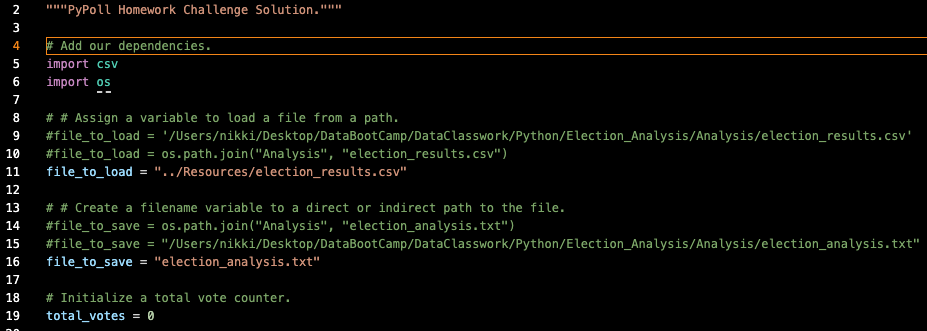 2 """PyPoll Homework Challenge Solution."""
3
4 # Add our dependencies.
5 import csv
6 import os
7
8 # # Assign a variable to load a file from a path.
9 #file_to_load = '/Users/nikki/Desktop/DataBootCamp/DataClasswork/Python/Election_Analysis/Analysis/election_results.csv'
10 #file_to_load = os.path.join("Analysis", "election_results.csv")
11 file_to_load = "../Resources/election_results.csv"
12
13 # # Create a filename variable to a direct or indirect path to the file.
14 #file_to_save = os.path.join("Analysis", "election_analysis.txt")
15 #file_to_save = "/Users/nikki/Desktop/DataBootCamp/DataClasswork/Python/Election_Analysis/Analysis/election_analysis.txt"
16 file_to_save = "election_analysis.txt"
17
18 # Initialize a total vote counter.
19 total_votes = 0